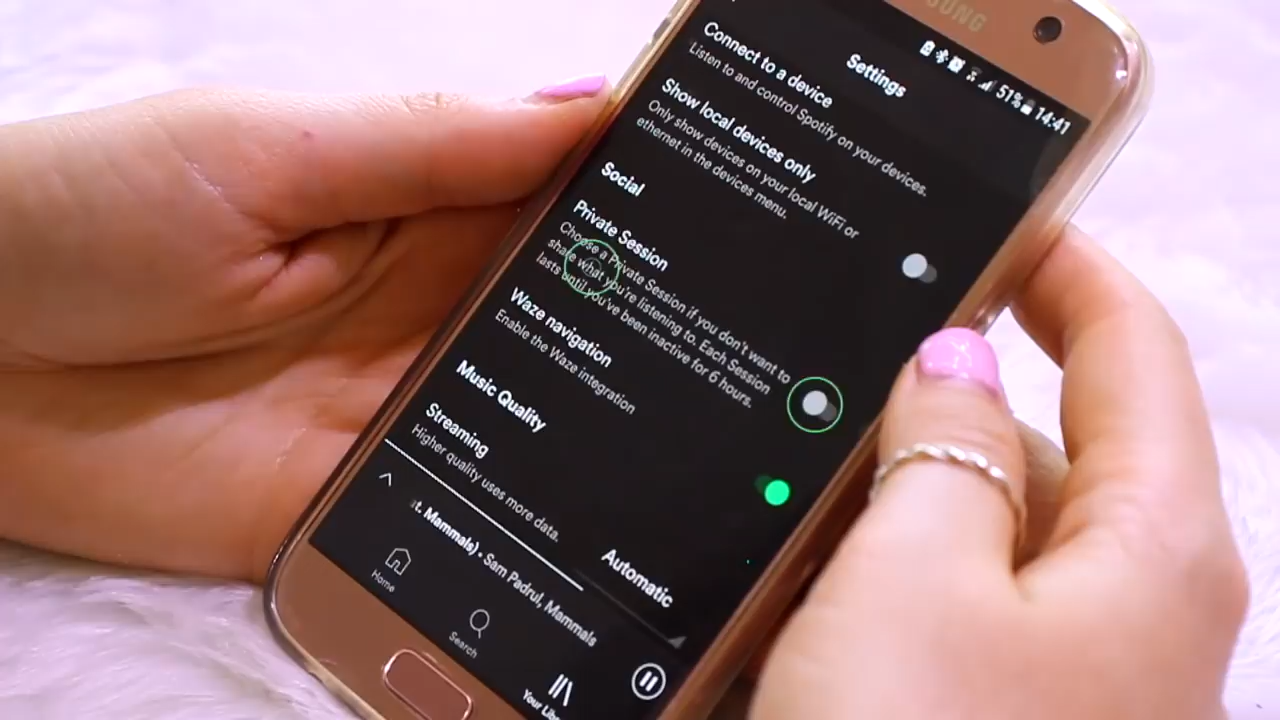 SUNG
51% 14:41
Settings
Connect to a device
Listen to and control Spotify on your devices.
Show local devices only
Only show devices on your local WiFi or
ethernet in the devices menu.
Social
Private Session
Choose a Private Session if you don't want to
share what you're listening to. Each Session
lasts until you've been inactive for 6 hours.
Waze navigation
Enable the Waze integration
Music Quality
Streaming
Higher quality uses more data.
Automatic
t. Mammals) • Sam Padrul, Mammals
Home
Search
Your Libr